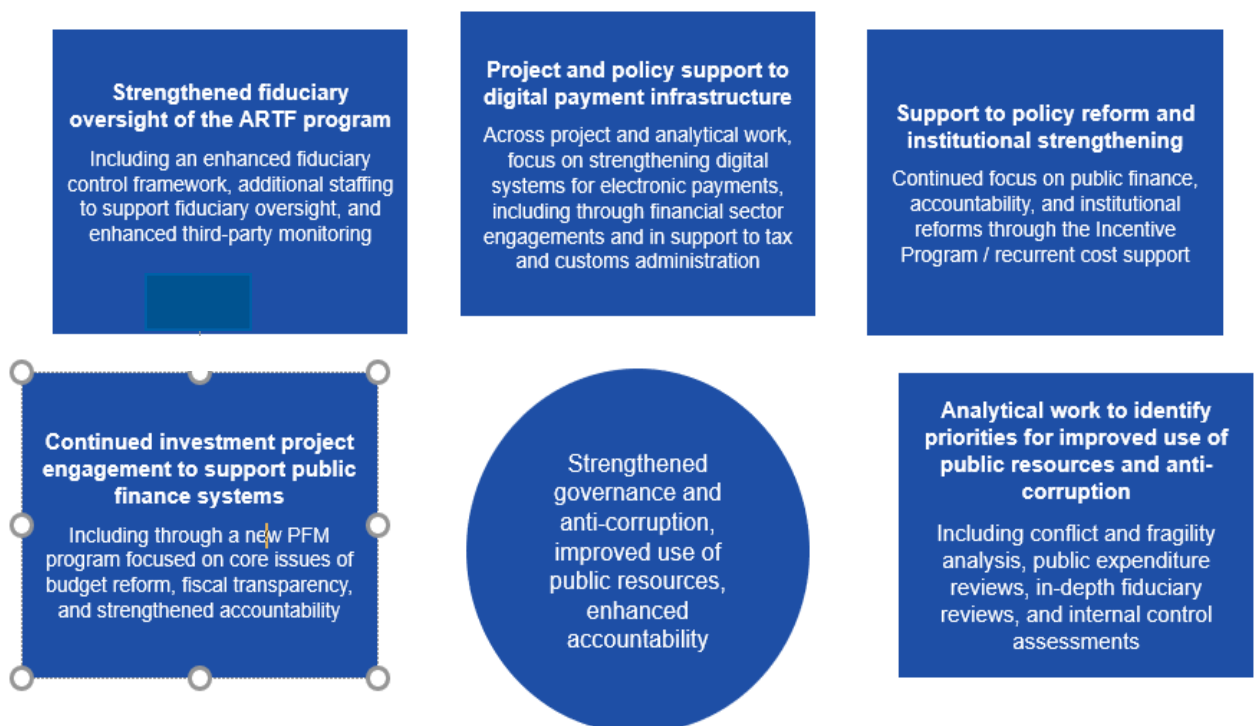 Strengthened fiduciary
oversight of the ARTF program
Including an enhanced fiduciary
control framework, additional staffing
to support fiduciary oversight, and
enhanced third-party monitoring
Project and policy support to
digital payment infrastructure
Across project and analytical work,
focus on strengthening digital
systems for electronic payments,
including through financial sector
engagements and in support to tax
and customs administration
Support to policy reform and
institutional strengthening
Continued focus on public finance,
accountability, and institutional
reforms through the Incentive
Program / recurrent cost support
Continued investment project
engagement to support public
finance systems
Including through a new PFM
program focused on core issues of
budget reform, fiscal transparency,
and strengthened accountability
Strengthened
governance and
anti-corruption,
improved use of
public resources,
enhanced
accountability
Analytical work to identify
priorities for improved use of
public resources and anti-
corruption
Including conflict and fragility
analysis, public expenditure
reviews, in-depth fiduciary
reviews, and internal control
assessments